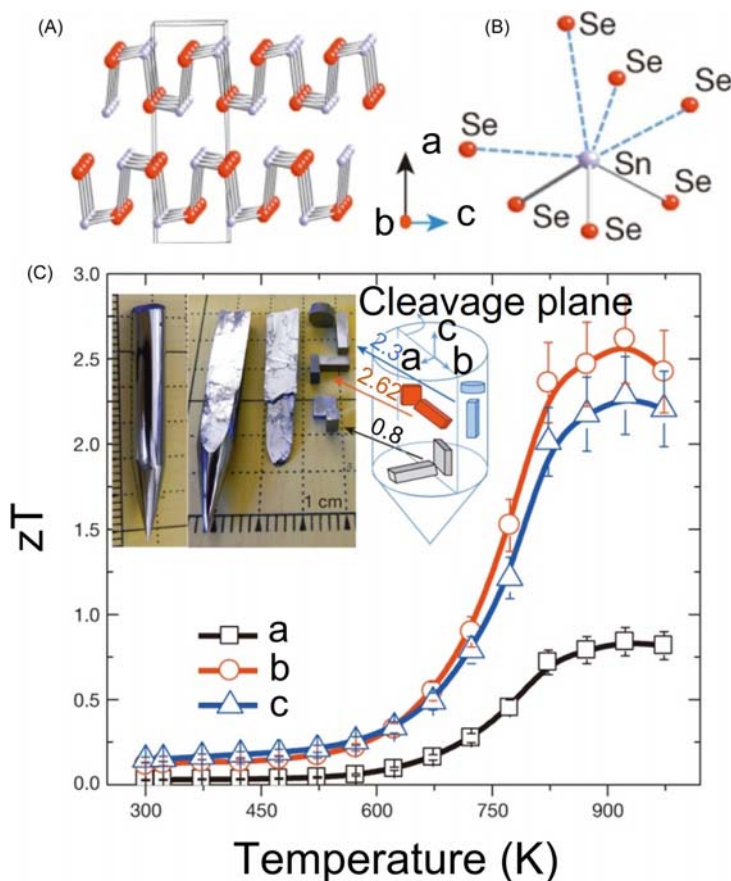 (A)
(B)
Se
Se
Se
Se
Sn
Se
Se
Se
a
b
c
(C)
Cleavage plane
c
a
b
2.3
2.62
0.8
1 cm
3.0
2.5
2.0
1.5
1.0
0.5
0.0
zT
a
b
c
300
450
600
750
900
Temperature (K)